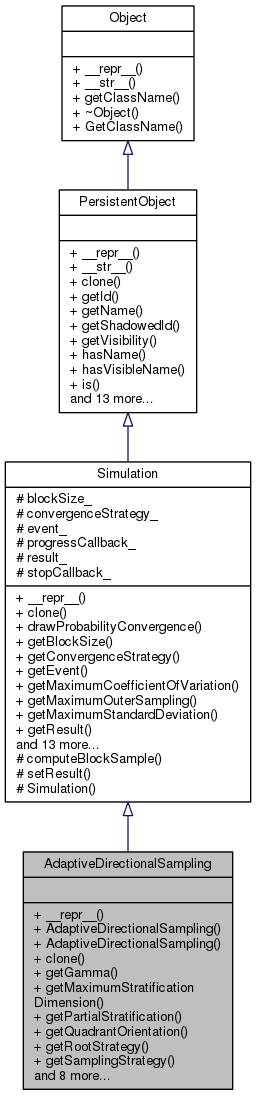 Object
+ __repr__()
+ __str__()
+ getClassName()
+ ~Object()
+ GetClassName()
PersistentObject
+ __repr__()
+ __str__()
+ clone()
+ getId()
+ getName()
+ getShadowedId()
+ getVisibility()
+ hasName()
+ hasVisibleName()
+ is()
and 13 more...
Simulation
# blockSize_
# convergenceStrategy_
# event_
# progressCallback_
# result_
# stopCallback_
+ __repr__()
+ clone()
+ drawProbabilityConvergence()
+ getBlockSize()
+ getConvergenceStrategy()
+ getEvent()
+ getMaximumCoefficientOfVariation()
+ getMaximumOuterSampling()
+ getMaximumStandardDeviation()
+ getResult()
and 13 more...
# computeBlockSample()
# setResult()
# Simulation()
AdaptiveDirectionalSampling
+ __repr__()
+ AdaptiveDirectionalSampling()
+ AdaptiveDirectionalSampling()
+ clone()
+ getGamma()
+ getMaximumStratification
Dimension()
+ getPartialStratification()
+ getQuadrantOrientation()
+ getRootStrategy()
+ getSamplingStrategy()
and 8 more...